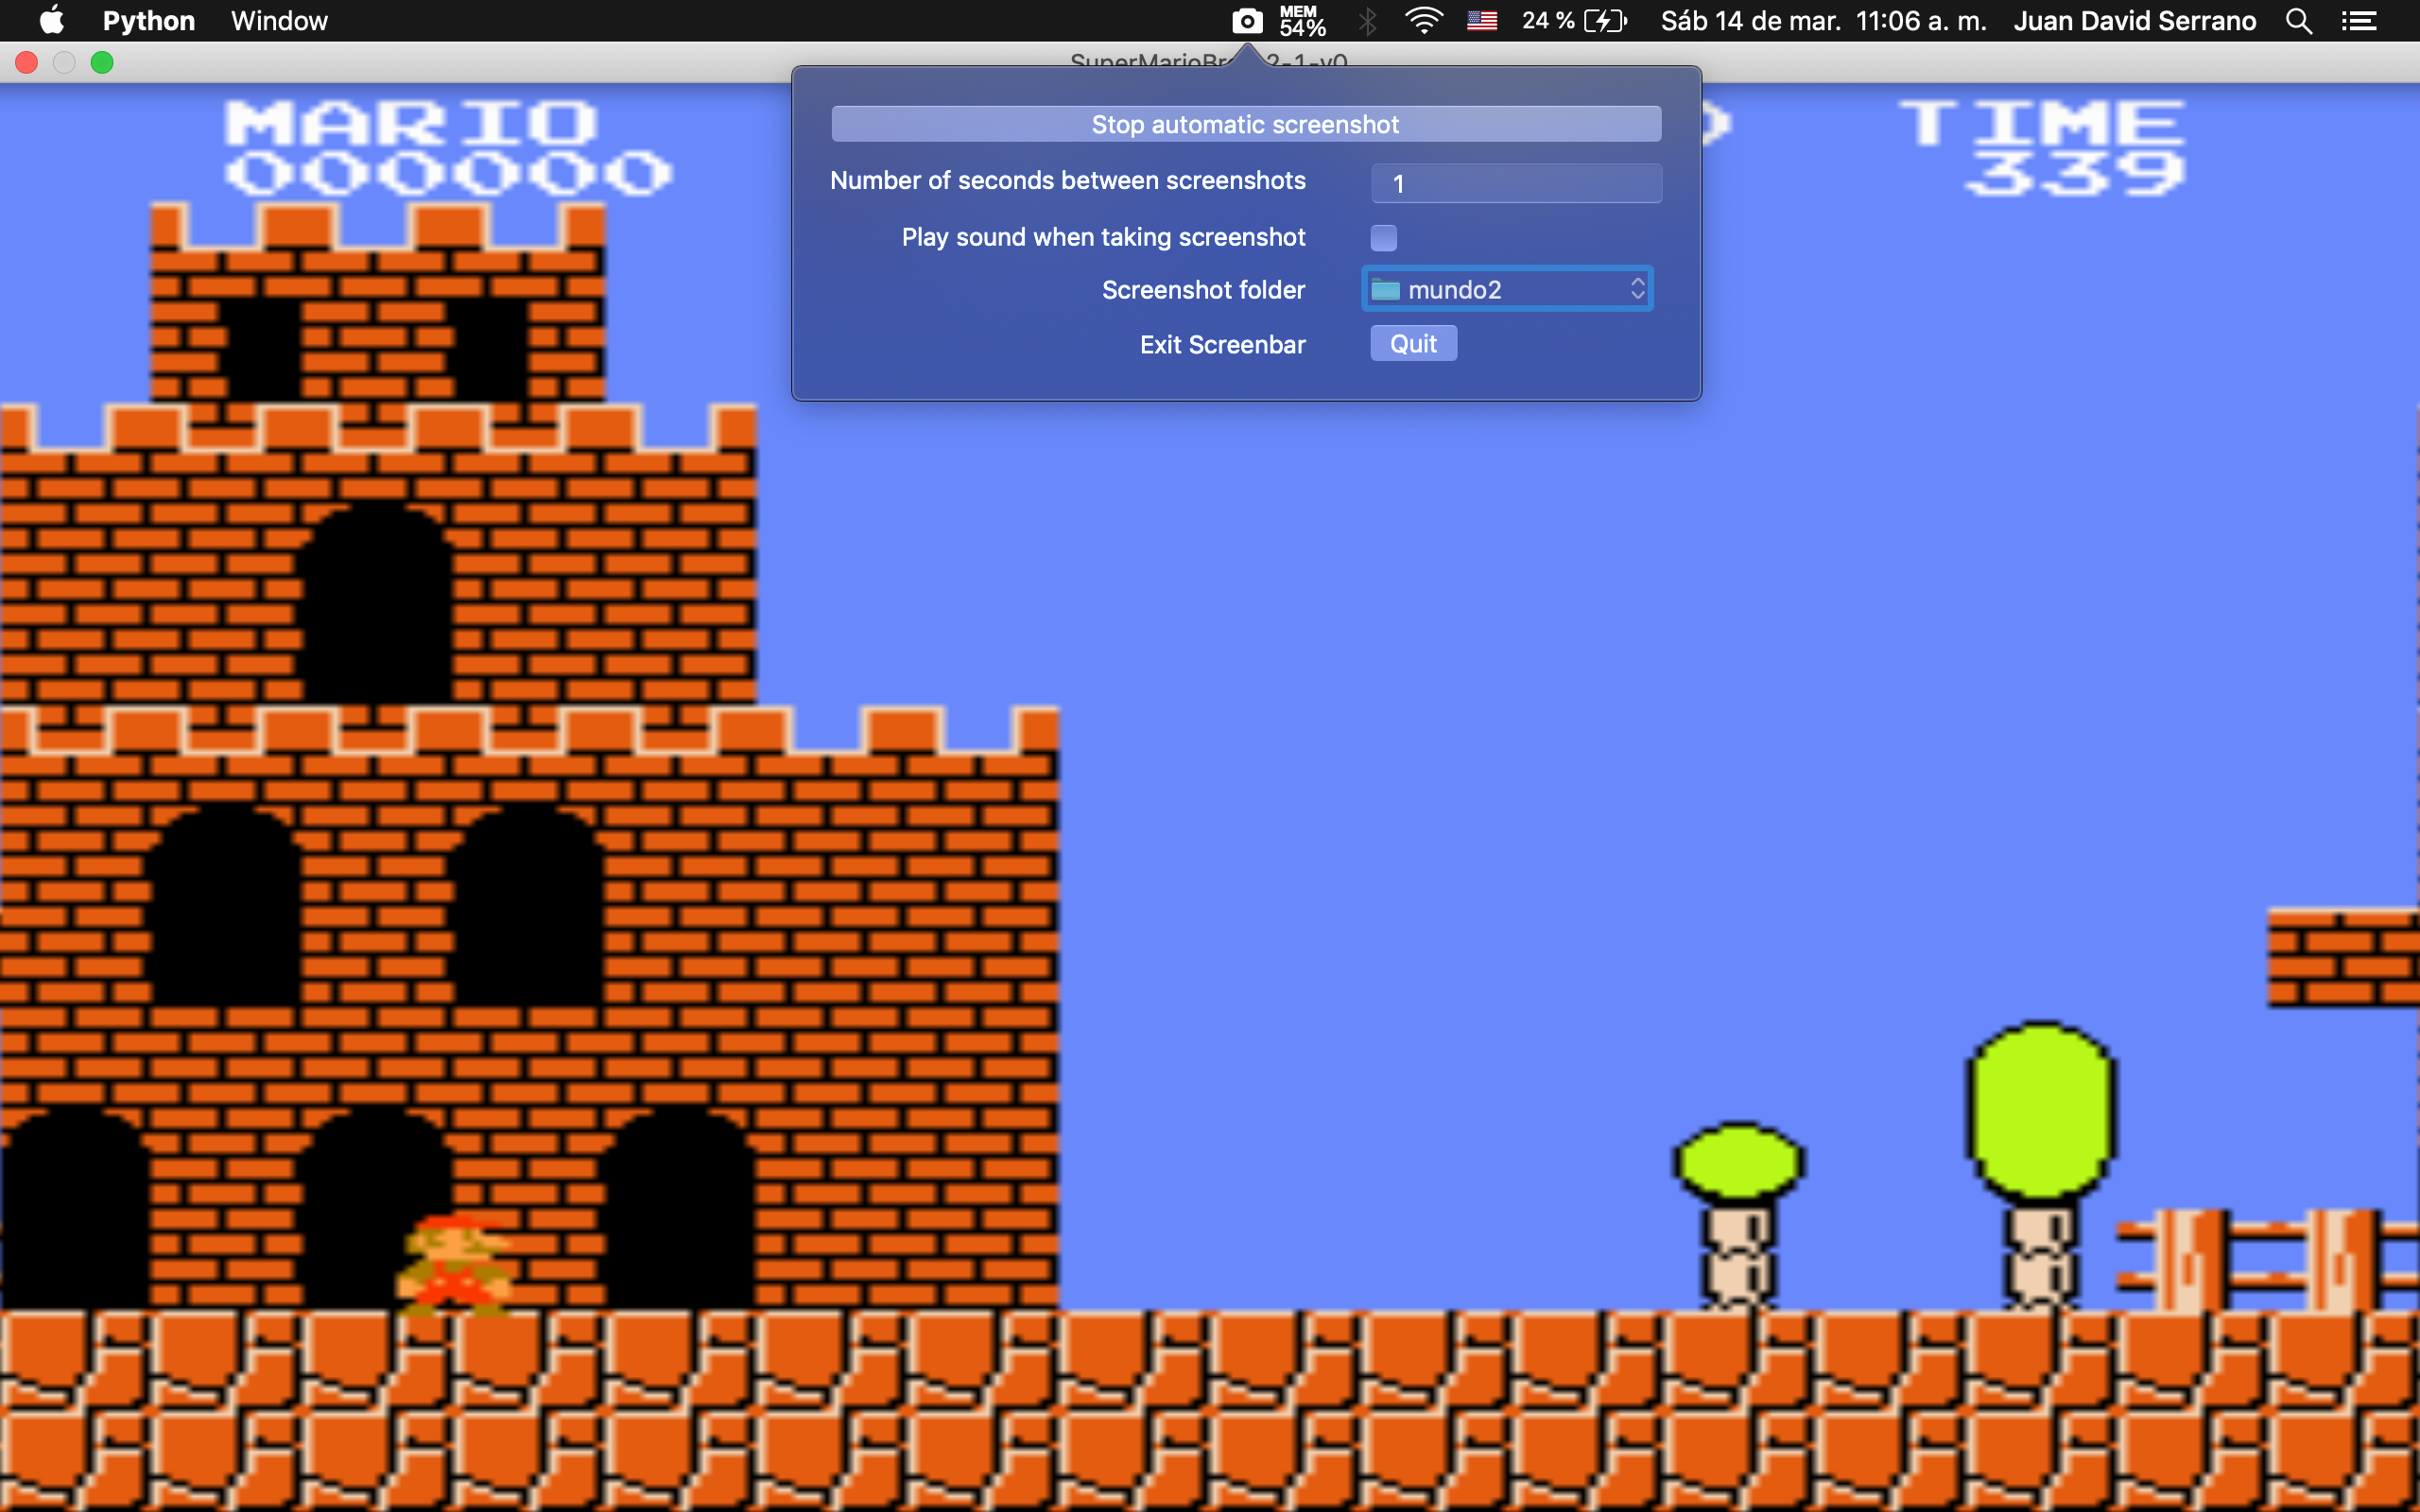 Python Window MEM 54% 24 % Sáb 14 de mar. 11:06 a. m. Juan David Serrano
MARIO TIME
000000 339
Stop automatic screenshot
Number of seconds between screenshots 1
Play sound when taking screenshot
Screenshot folder mundo2
Exit Screenbar Quit